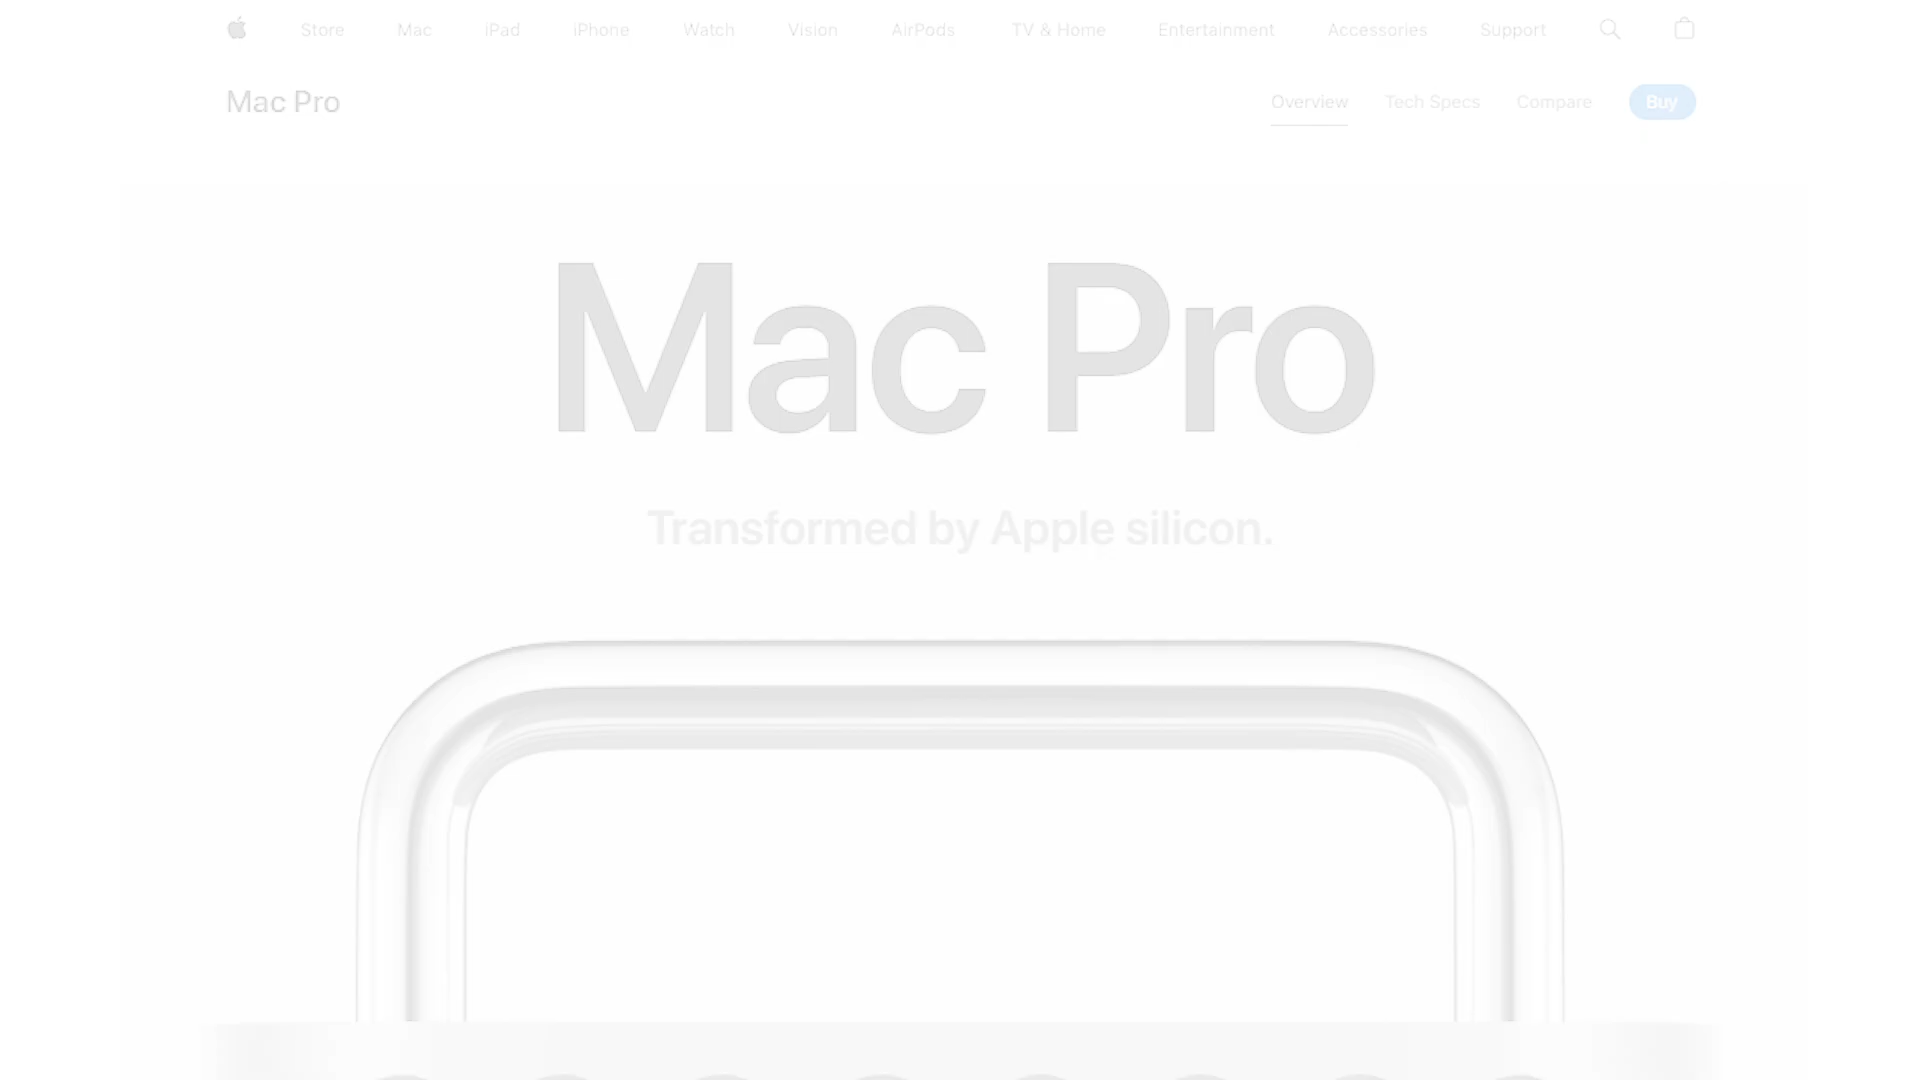 Store Mac iPad iPhone Watch Vision AirPods TV & Home Entertainment Accessories Support
Mac Pro Overview Tech Specs Compare Buy
Mac Pro
Transformed by Apple silicon.